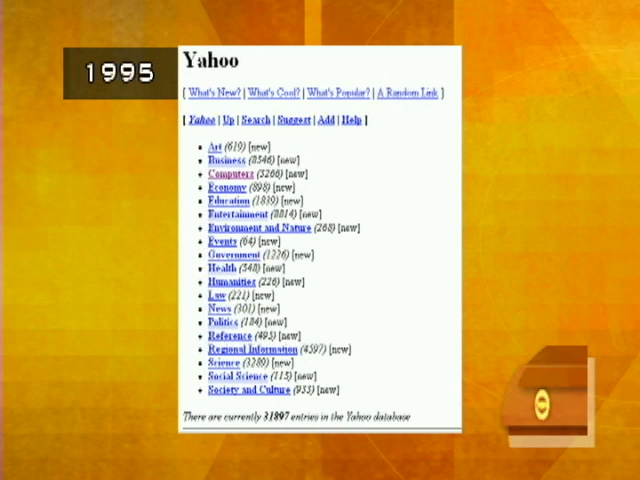 1995
Yahoo
[ What's New? | What's Cool? | What's Popular? | A Random Link ]
[ Yahoo | Up | Search | Suggest | Add | Help ]
Art (619) [new]
Business (8546) [new]
Computers (3266) [new]
Economy (898) [new]
Education (1839) [new]
Entertainment (8814) [new]
Environment and Nature (268) [new]
Events (64) [new]
Government (1226) [new]
Health (548) [new]
Humanities (226) [new]
Law (221) [new]
News (301) [new]
Politics (184) [new]
Reference (495) [new]
Regional Information (4597) [new]
Science (3289) [new]
Social Science (115) [new]
Society and Culture (933) [new]
There are currently 31897 entries in the Yahoo database